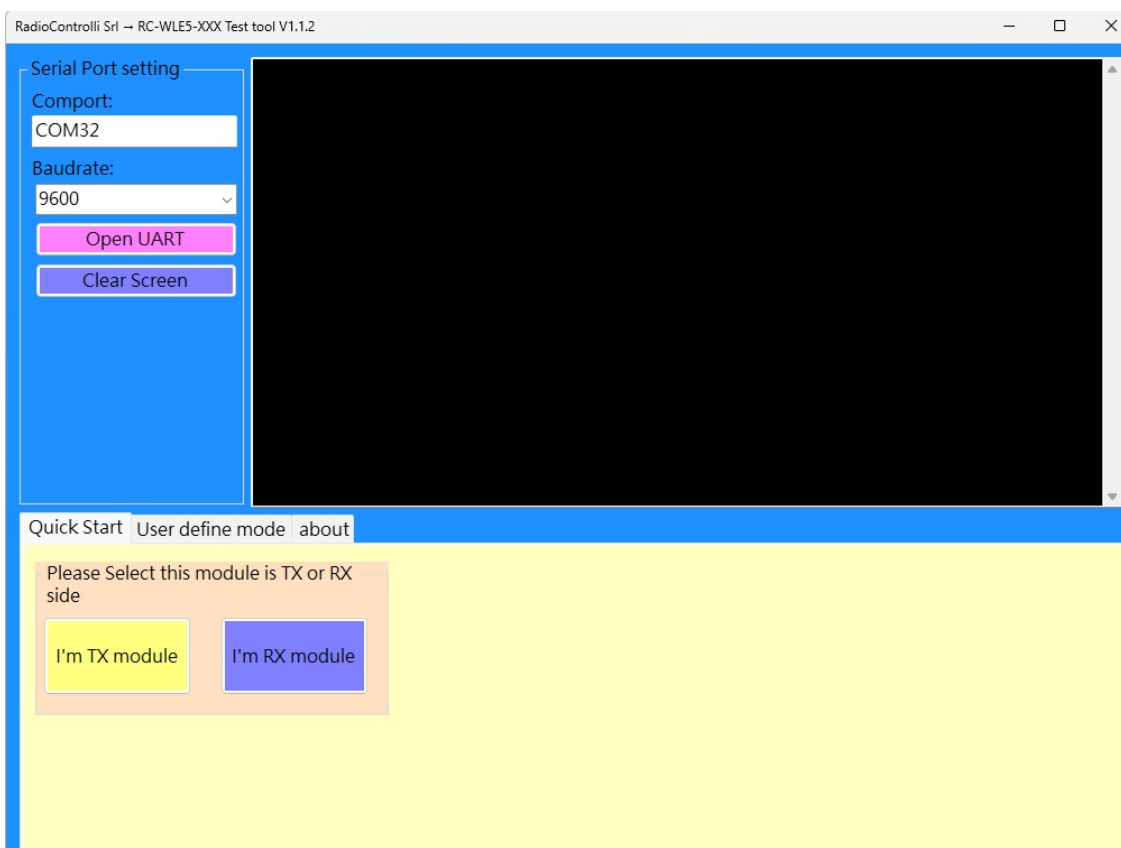 RadioControlli Srl → RC-WLE5-XXX Test tool V1.1.2
Serial Port setting
Comport:
COM32
Baudrate:
9600
Open UART
Clear Screen
Quick Start User define mode about
Please Select this module is TX or RX
side
I'm TX module I'm RX module